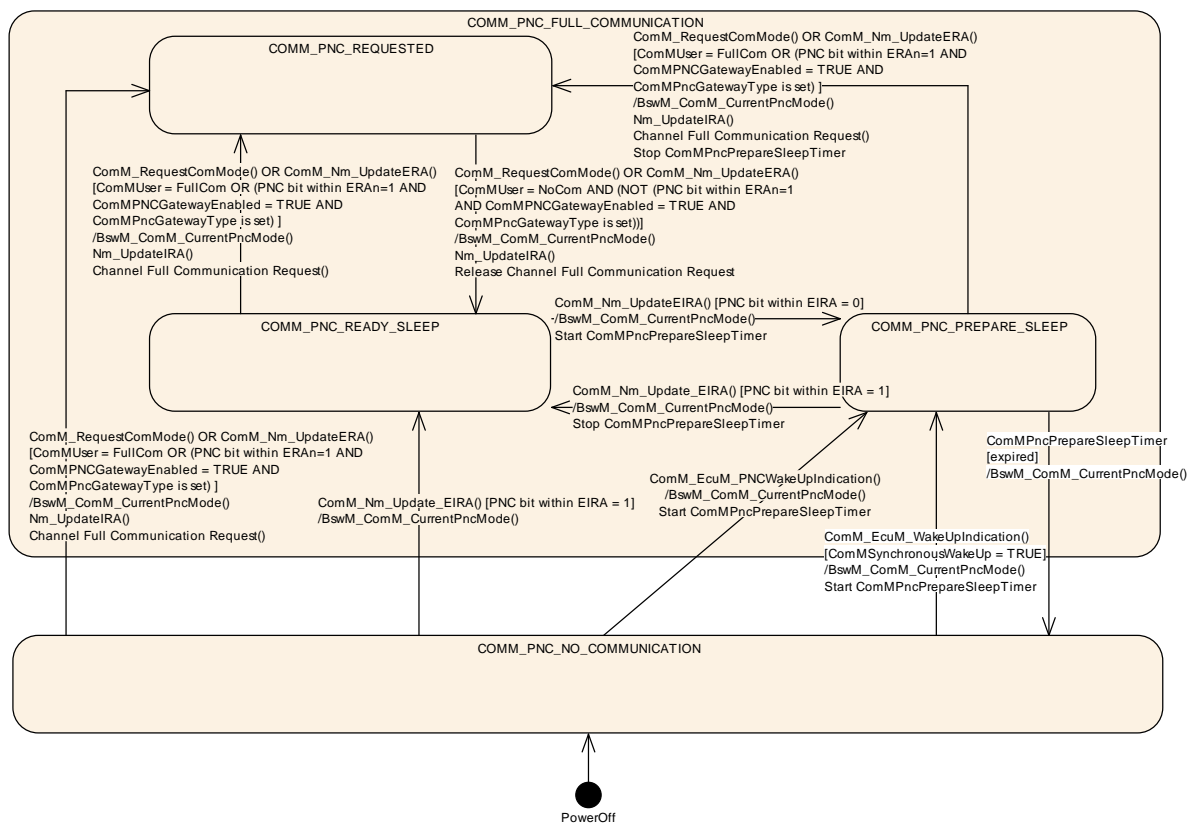 COMM_PNC_FULL_COMMUNICATION
COMM_PNC_REQUESTED
ComM_RequestComMode() OR ComM_Nm_UpdateERA()
[ComMUser = FullCom OR (PNC bit within ERAn=1 AND
ComMPNCGatewayEnabled = TRUE AND
ComMPncGatewayType is set) ]
/BswM_ComM_CurrentPncMode()
Nm_UpdateIRA()
Channel Full Communication Request()
Stop ComMPncPrepareSleepTimer
ComM_RequestComMode() OR ComM_Nm_UpdateERA()
[ComMUser = FullCom OR (PNC bit within ERAn=1 AND
ComMPNCGatewayEnabled = TRUE AND
ComMPncGatewayType is set) ]
/BswM_ComM_CurrentPncMode()
Nm_UpdateIRA()
Channel Full Communication Request()
ComM_RequestComMode() OR ComM_Nm_UpdateERA()
[ComMUser = NoCom AND (NOT (PNC bit within ERAn=1
AND ComMPNCGatewayEnabled = TRUE AND
ComMPncGatewayType is set))]
/BswM_ComM_CurrentPncMode()
Nm_UpdateIRA()
Release Channel Full Communication Request
COMM_PNC_READY_SLEEP
ComM_Nm_UpdateEIRA() [PNC bit within EIRA = 0]
/BswM_ComM_CurrentPncMode()
Start ComMPncPrepareSleepTimer
COMM_PNC_PREPARE_SLEEP
ComM_Nm_Update_EIRA() [PNC bit within EIRA = 1]
/BswM_ComM_CurrentPncMode()
Stop ComMPncPrepareSleepTimer
ComM_RequestComMode() OR ComM_Nm_UpdateERA()
[ComMUser = FullCom OR (PNC bit within ERAn=1 AND
ComMPNCGatewayEnabled = TRUE AND
ComMPncGatewayType is set) ]
/BswM_ComM_CurrentPncMode()
Nm_UpdateIRA()
Channel Full Communication Request()
ComM_Nm_Update_EIRA() [PNC bit within EIRA = 1]
/BswM_ComM_CurrentPncMode()
ComM_EcuM_PNCWakeUpIndication()
/BswM_ComM_CurrentPncMode()
Start ComMPncPrepareSleepTimer
ComMPncPrepareSleepTimer
[expired]
/BswM_ComM_CurrentPncMode()
ComM_EcuM_WakeUpIndication()
[ComMSynchronousWakeUp = TRUE]
/BswM_ComM_CurrentPncMode()
Start ComMPncPrepareSleepTimer
COMM_PNC_NO_COMMUNICATION
PowerOff